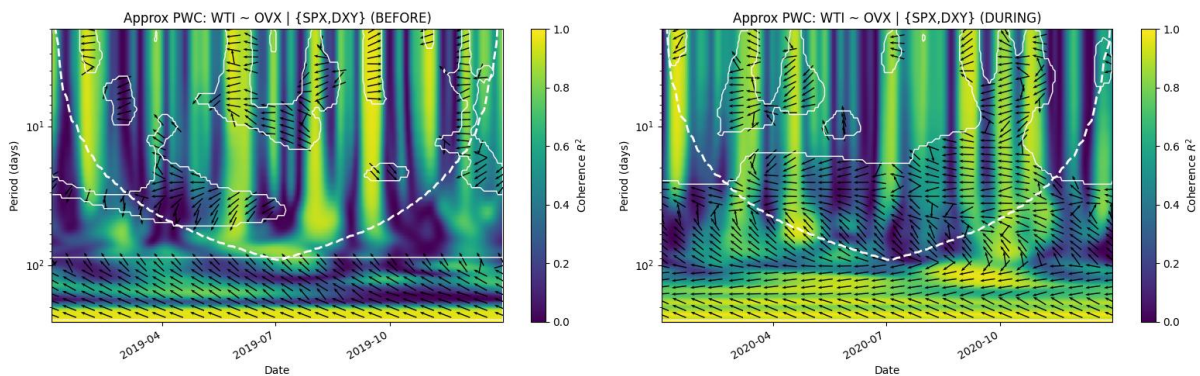 Approx PWC: WTI ~ OVX | {SPX,DXY} (BEFORE)
Period (days)
10¹
10²
2019-04
2019-07
2019-10
Date
1.0
0.8
0.6
0.4
0.2
0.0
Coherence R²
Approx PWC: WTI ~ OVX | {SPX,DXY} (DURING)
Period (days)
10¹
10²
2020-04
2020-07
2020-10
Date
1.0
0.8
0.6
0.4
0.2
0.0
Coherence R²